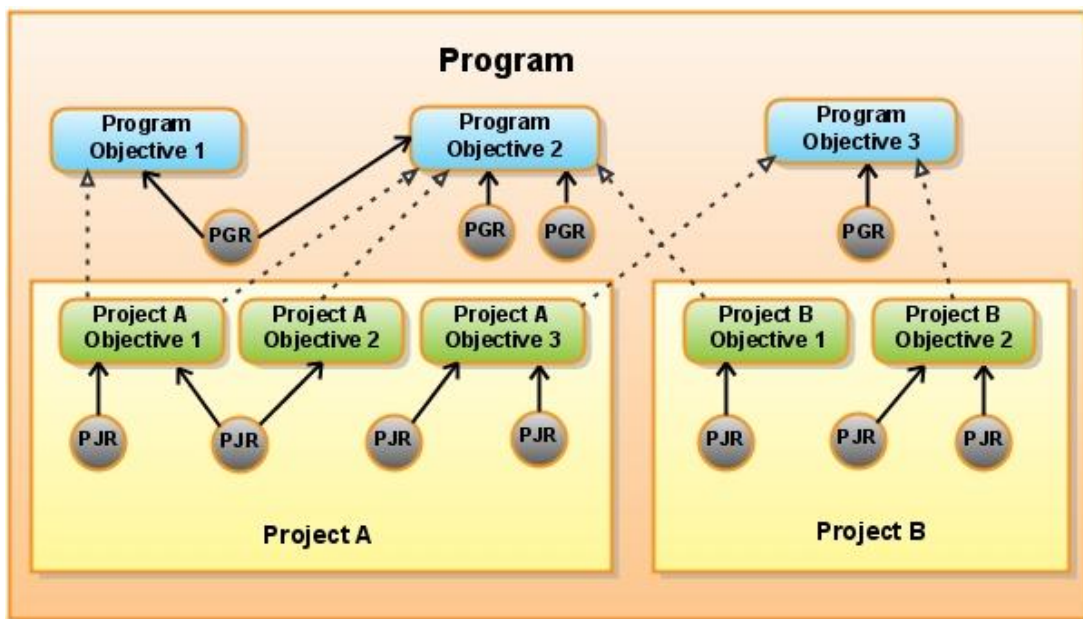 Program
Program
Objective 1
Program
Objective 2
Program
Objective 3
PGR
PGR
PGR
PGR
Project A
Objective 1
Project A
Objective 2
Project A
Objective 3
Project B
Objective 1
Project B
Objective 2
PJR
PJR
PJR
PJR
PJR
PJR
PJR
Project A
Project B